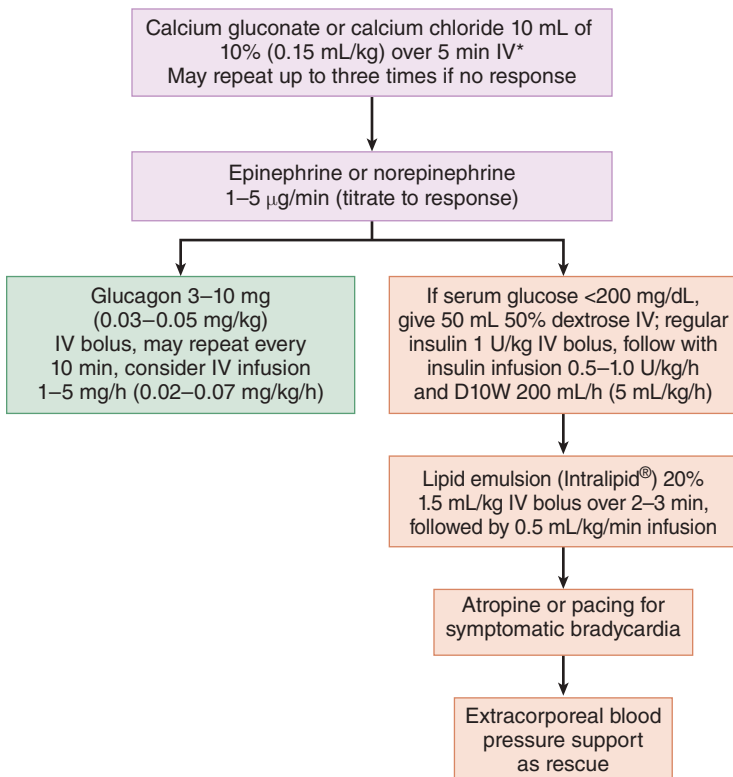 Calcium gluconate or calcium chloride 10 mL of
10% (0.15 mL/kg) over 5 min IV*
May repeat up to three times if no response
Epinephrine or norepinephrine
1–5 μg/min (titrate to response)
Glucagon 3–10 mg
(0.03–0.05 mg/kg)
IV bolus, may repeat every
10 min, consider IV infusion
1–5 mg/h (0.02–0.07 mg/kg/h)
If serum glucose <200 mg/dL,
give 50 mL 50% dextrose IV; regular
insulin 1 U/kg IV bolus, follow with
insulin infusion 0.5–1.0 U/kg/h
and D10W 200 mL/h (5 mL/kg/h)
Lipid emulsion (Intralipid®) 20%
1.5 mL/kg IV bolus over 2–3 min,
followed by 0.5 mL/kg/min infusion
Atropine or pacing for
symptomatic bradycardia
Extracorporeal blood
pressure support
as rescue